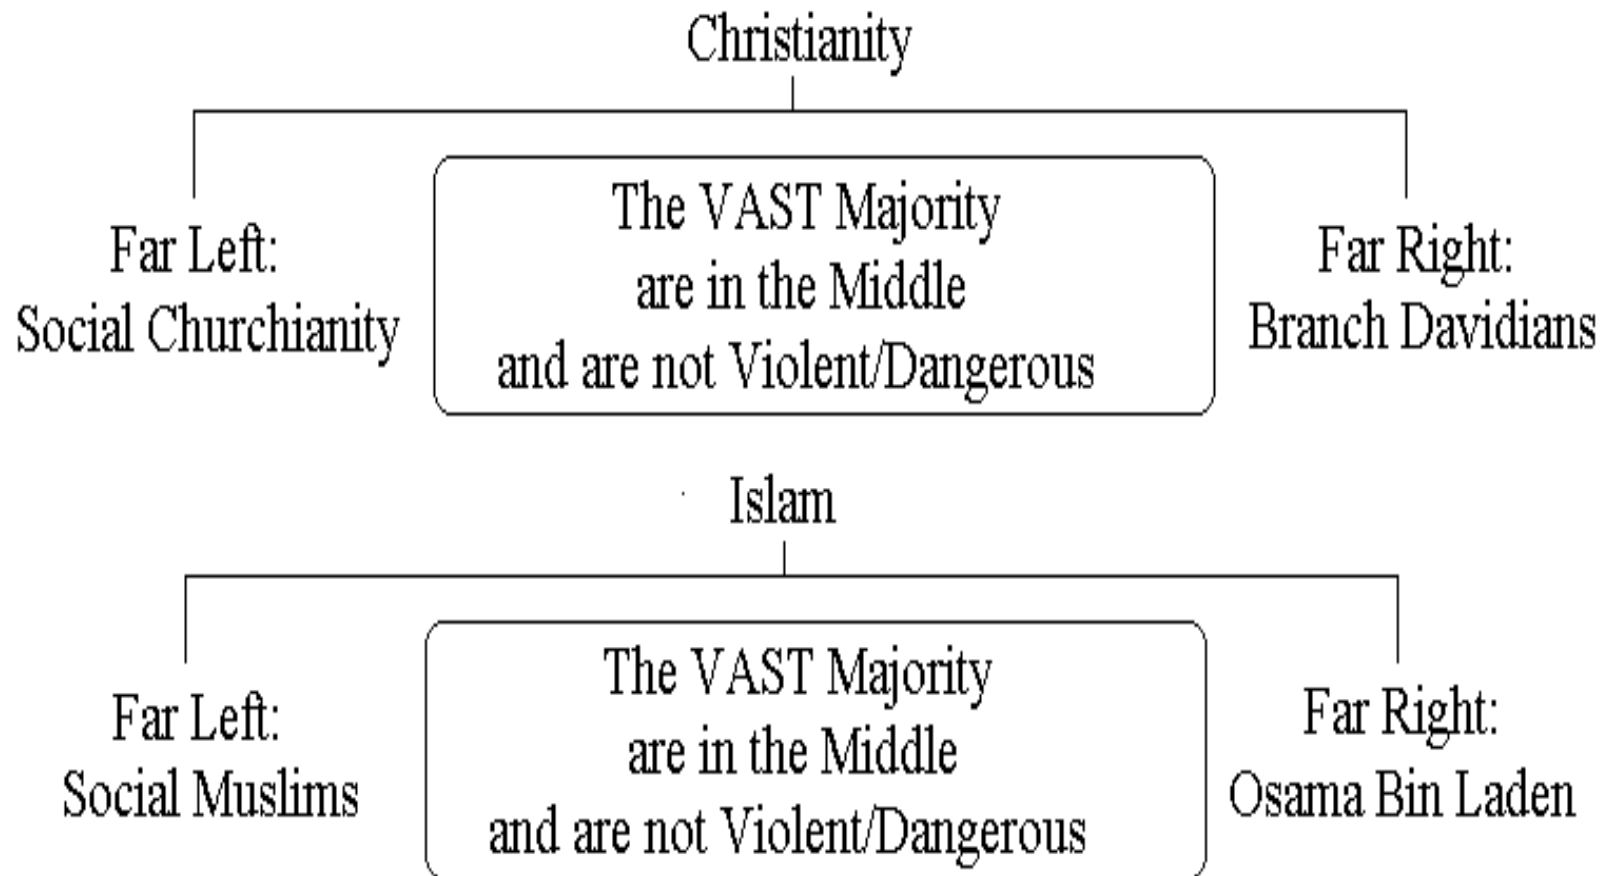 Christianity
The VAST Majority
are in the Middle
and are not Violent/Dangerous
Far Left:
Social Churchianity
Far Right:
Branch Davidians
Islam
The VAST Majority
are in the Middle
and are not Violent/Dangerous
Far Left:
Social Muslims
Far Right:
Osama Bin Laden